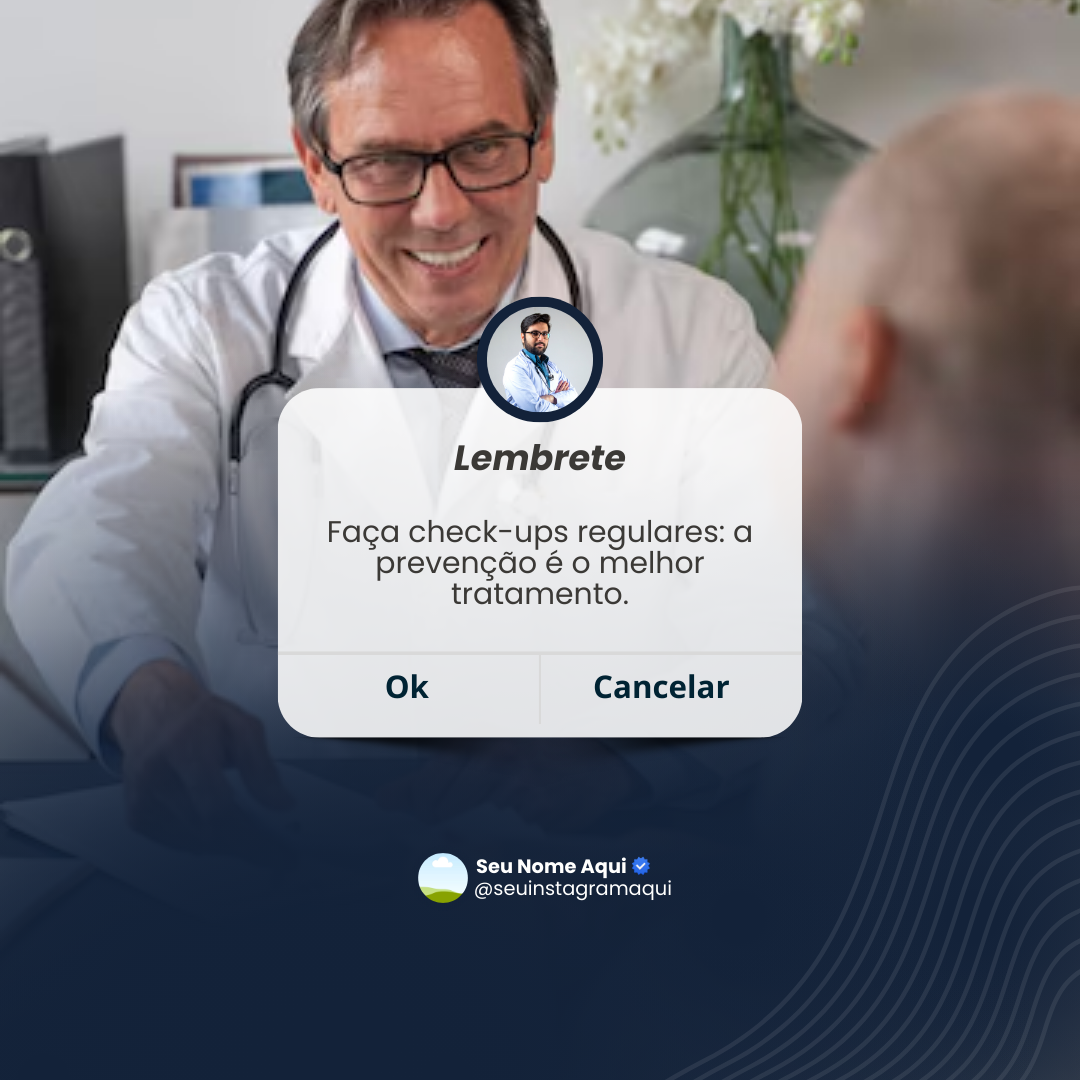 Lembrete
Faça check-ups regulares: a
prevenção é o melhor
tratamento.
Ok
Cancelar
Seu Nome Aqui
@seuinstagramaqui